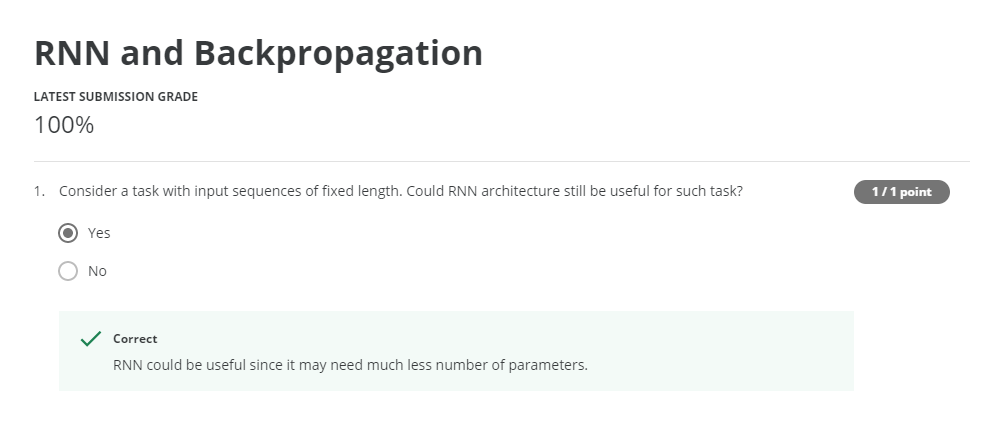 RNN and Backpropagation
LATEST SUBMISSION GRADE
100%
1. Consider a task with input sequences of fixed length. Could RNN architecture still be useful for such task?
1 / 1 point
Yes
No
Correct
RNN could be useful since it may need much less number of parameters.